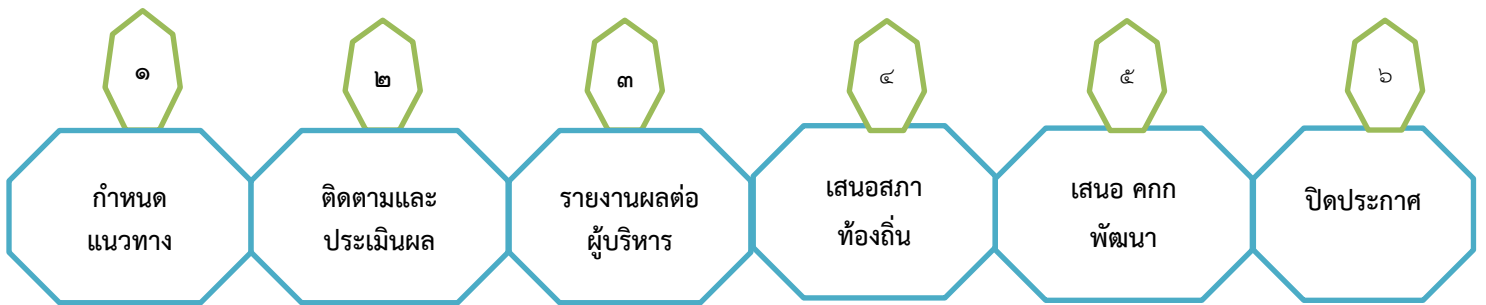 ๑
๒
๓
๔
๕
๖
กำหนด
แนวทาง
ติดตามและ
ประเมินผล
รายงานผลต่อ
ผู้บริหาร
เสนอสภา
ท้องถิ่น
เสนอ คกก
พัฒนา
ปิดประกาศ